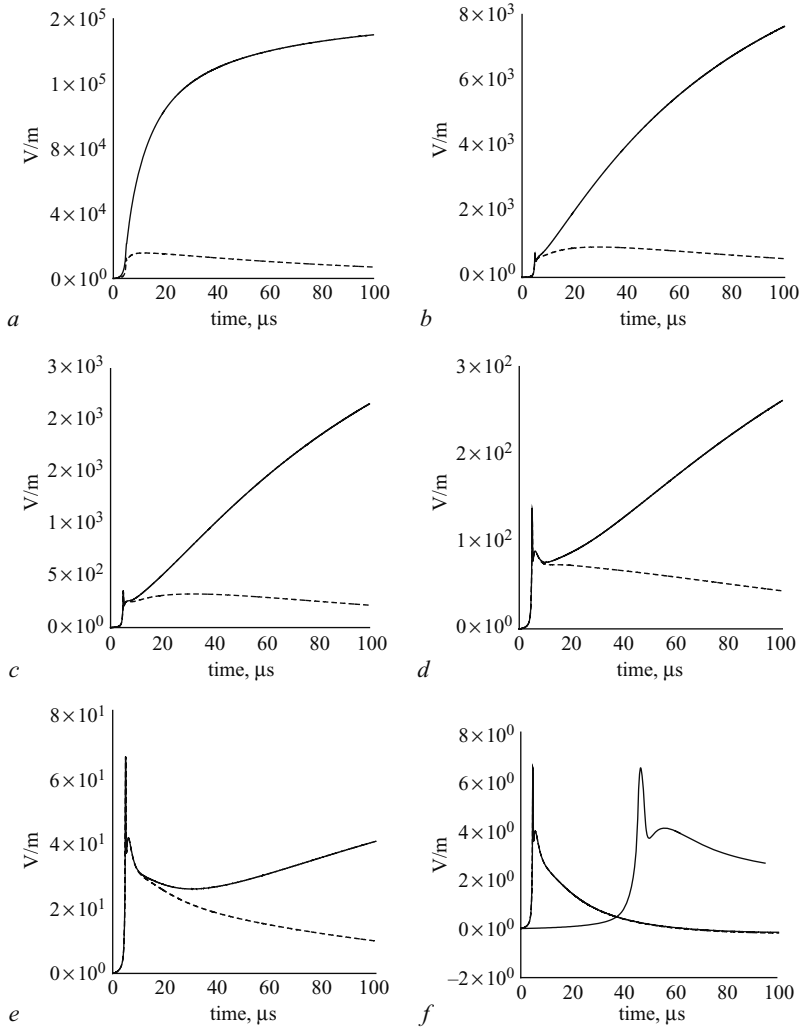 2×10⁵
1×10⁵
8×10⁴
4×10⁴
0×10⁰
V/m
0 20 40 60 80 100
time, μs
a
8×10³
6×10³
4×10³
2×10³
0×10⁰
V/m
0 20 40 60 80 100
time, μs
b
3×10³
2×10³
2×10³
1×10³
5×10²
0×10⁰
V/m
0 20 40 60 80 100
time, μs
c
3×10²
2×10²
1×10²
0×10⁰
V/m
0 20 40 60 80 100
time, μs
d
8×10¹
6×10¹
4×10¹
2×10¹
0×10⁰
V/m
0 20 40 60 80 100
time, μs
e
8×10⁰
6×10⁰
4×10⁰
2×10⁰
0×10⁰
−2×10⁰
V/m
0 20 40 60 80 100
time, μs
f